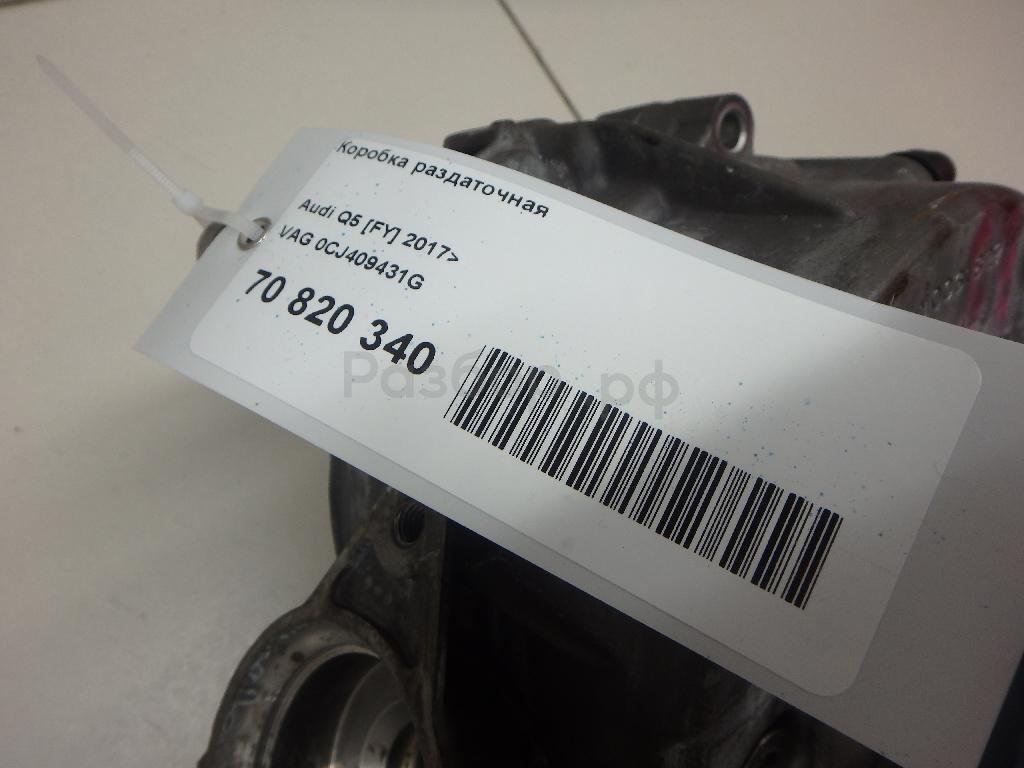 Коробка раздаточная
Audi Q5 [FY] 2017>
VAG 0CJ409431G
70 820 340